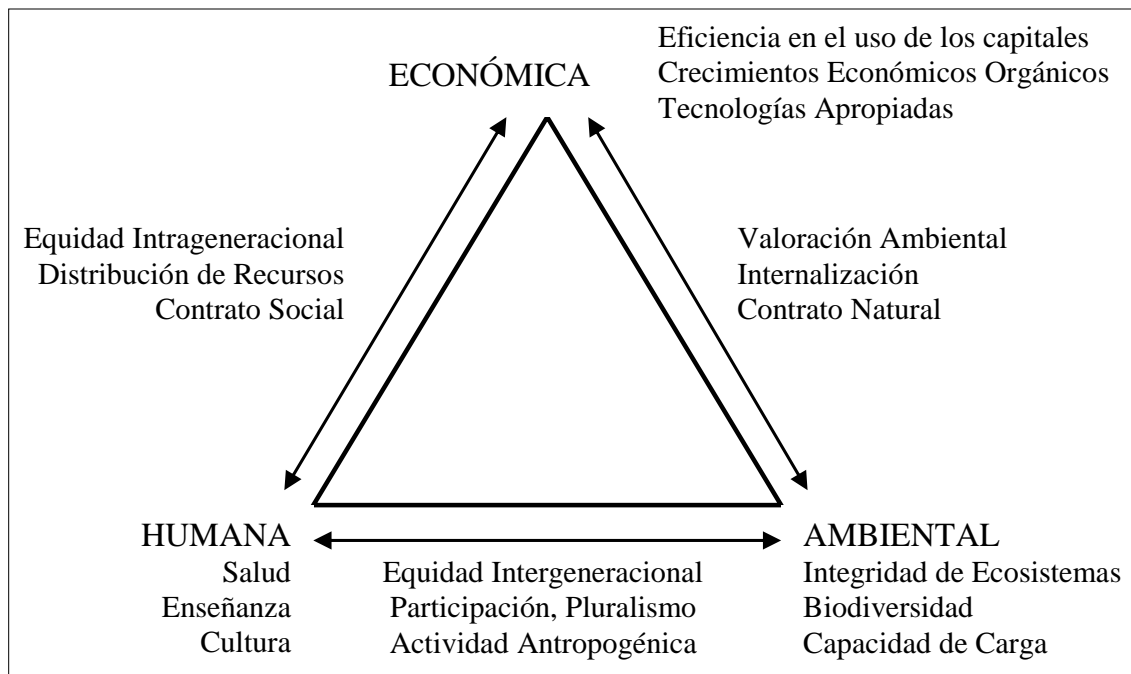 Eficiencia en el uso de los capitales
ECONÓMICA
Crecimientos Económicos Orgánicos
Tecnologías Apropiadas
Equidad Intrageneracional
Distribución de Recursos
Contrato Social
Valoración Ambiental
Internalización
Contrato Natural
HUMANA
Salud
Enseñanza
Cultura
Equidad Intergeneracional
Participación, Pluralismo
Actividad Antropogénica
AMBIENTAL
Integridad de Ecosistemas
Biodiversidad
Capacidad de Carga